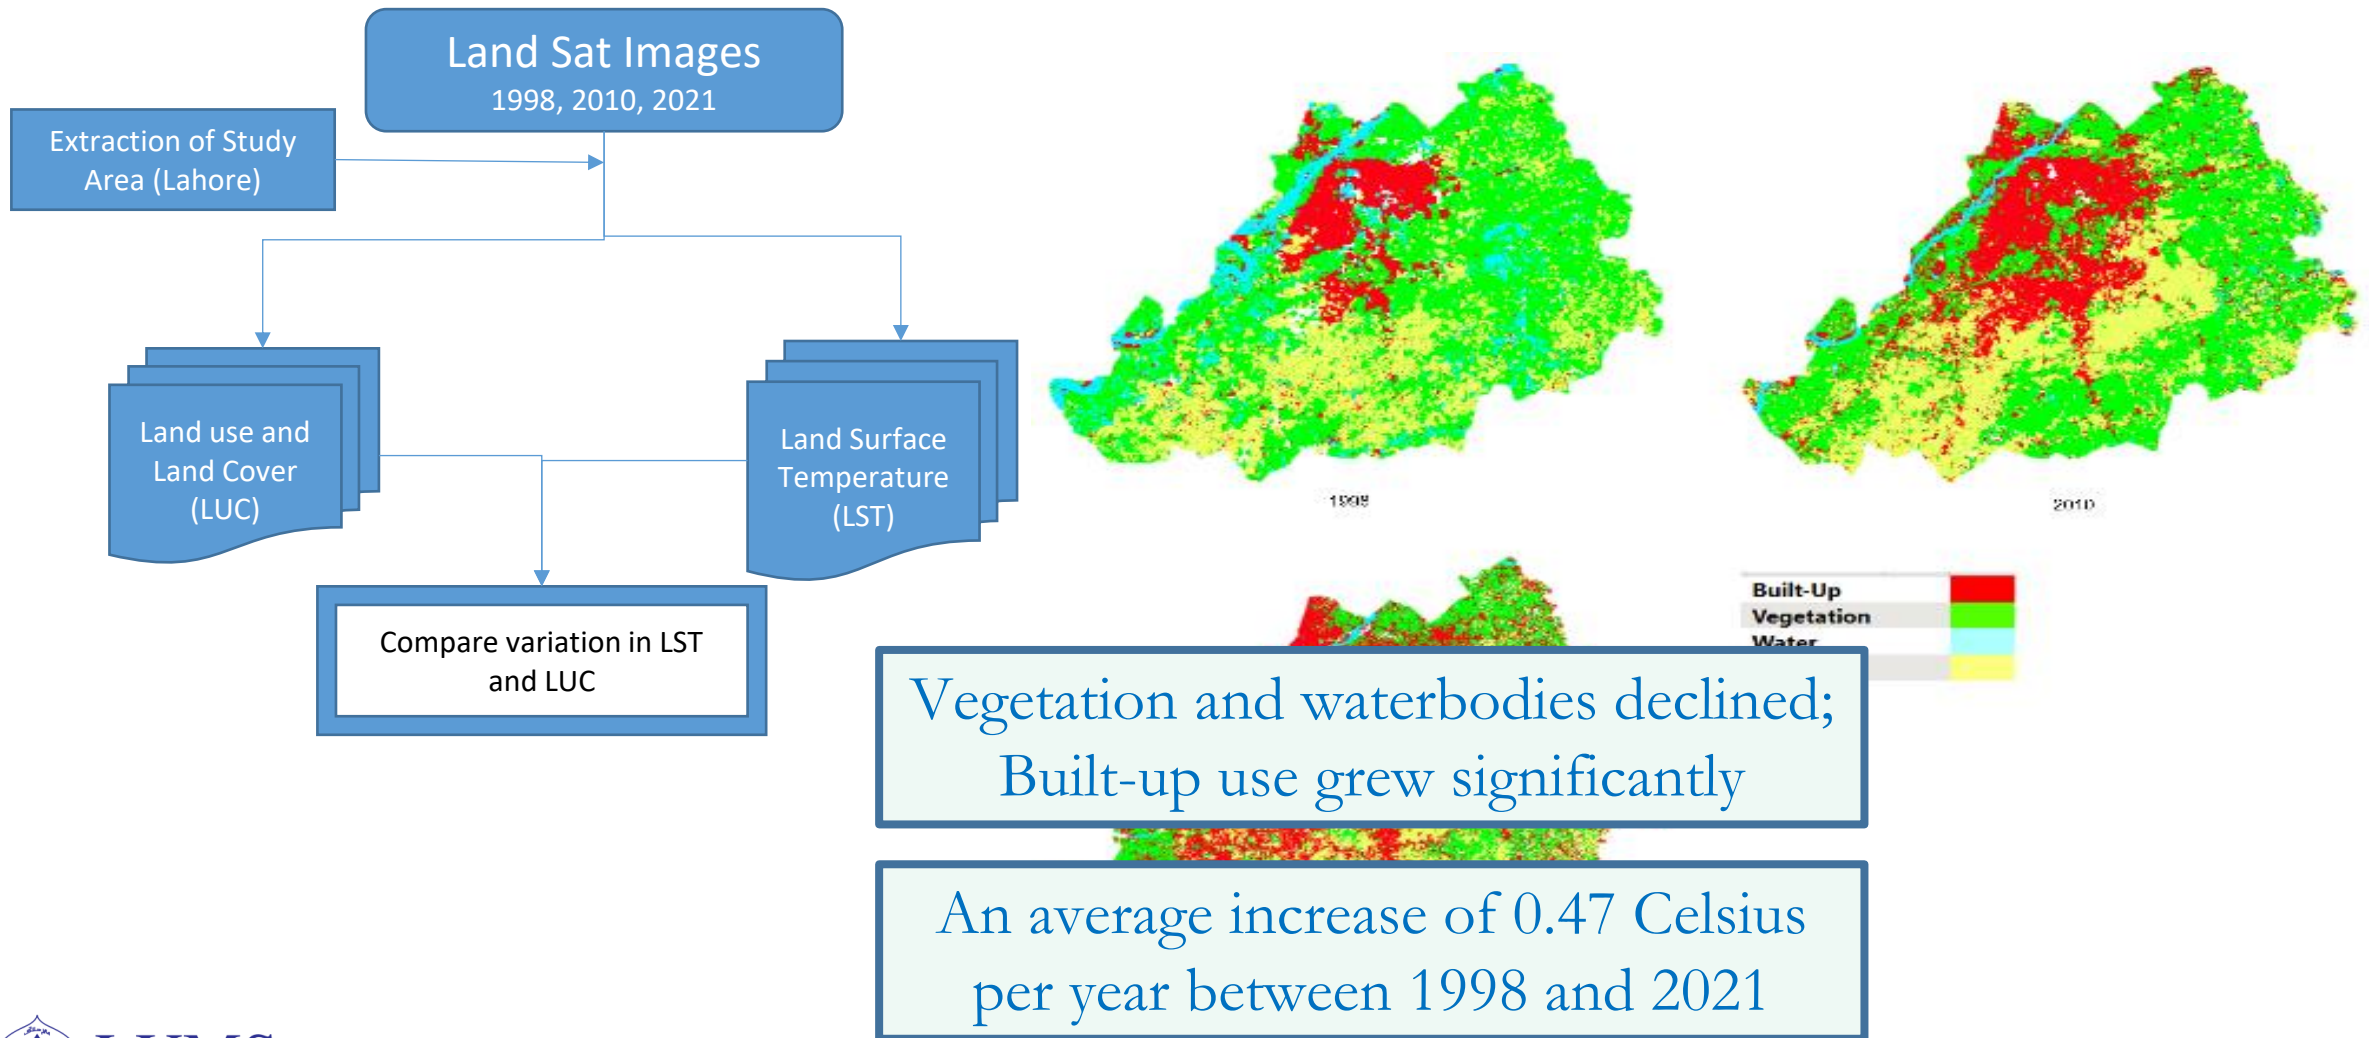 Land Sat Images
1998, 2010, 2021
Extraction of Study
Area (Lahore)
Land use and
Land Cover
(LUC)
Land Surface
Temperature
(LST)
Compare variation in LST
and LUC
1998
2010
Built-Up
Vegetation
Water
Vegetation and waterbodies declined;
Built-up use grew significantly
An average increase of 0.47 Celsius
per year between 1998 and 2021
LUMS